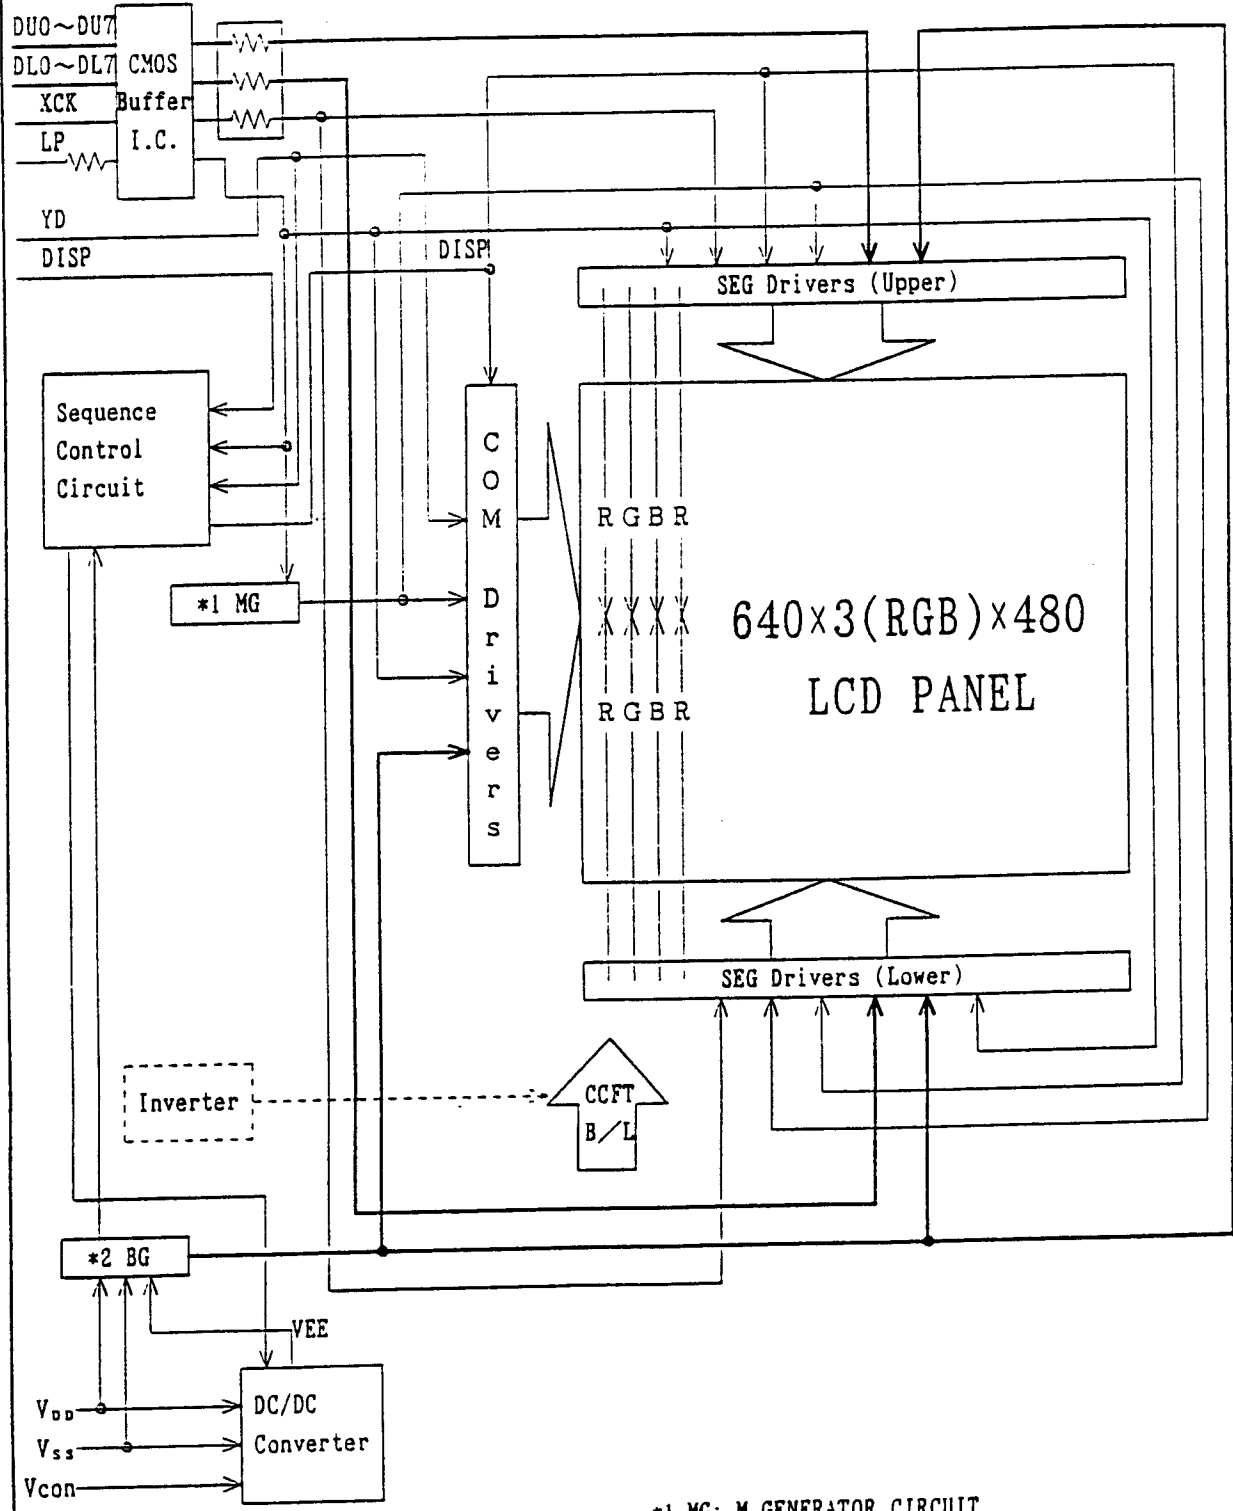 DU0～DU7
DL0～DL7
XCK
LP
CMOS
Buffer
I.C.
YD
DISP
DISP
SEG Drivers (Upper)
Sequence
Control
Circuit
COM Drivers
R G B R
*1 MG
640×3(RGB)×480
LCD PANEL
R G B R
SEG Drivers (Lower)
Inverter
CCFT
B/L
*2 BG
VEE
VDD
VSS
Vcon
DC/DC
Converter
*1 MG: M GENERATOR CIRCUIT